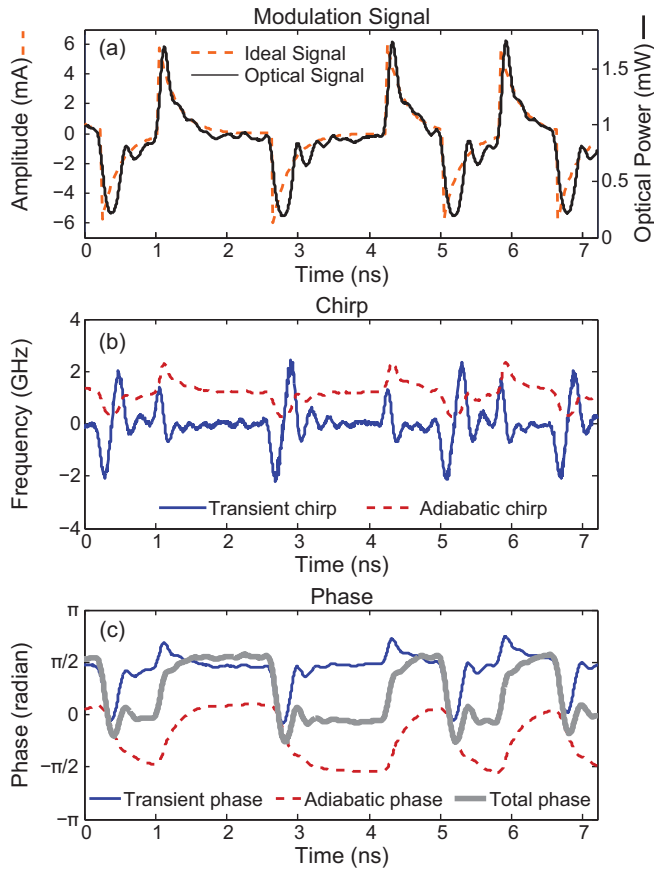 Modulation Signal
(a)
Ideal Signal
Optical Signal
Amplitude (mA)
6
4
2
0
−2
−4
−6
Optical Power (mW)
1.5
1
0.5
0
0 1 2 3 4 5 6 7
Time (ns)
Chirp
(b)
Frequency (GHz)
4
2
0
−2
−4
Transient chirp Adiabatic chirp
0 1 2 3 4 5 6 7
Time (ns)
Phase
(c)
Phase (radian)
π
π/2
0
−π/2
−π
Transient phase Adiabatic phase Total phase
0 1 2 3 4 5 6 7
Time (ns)